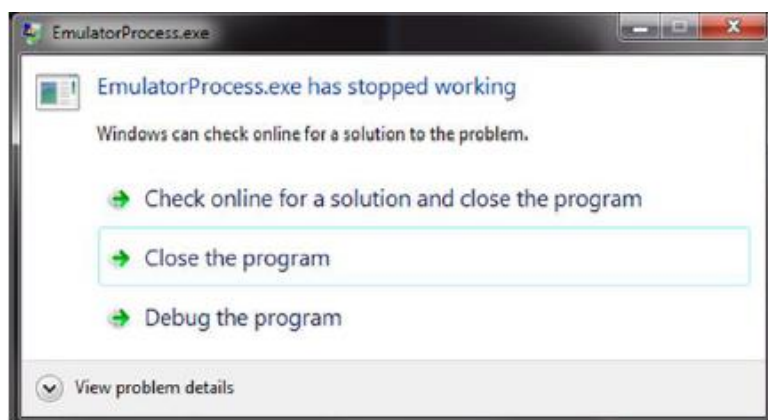 EmulatorProcess.exe
EmulatorProcess.exe has stopped working
Windows can check online for a solution to the problem.
Check online for a solution and close the program
Close the program
Debug the program
View problem details